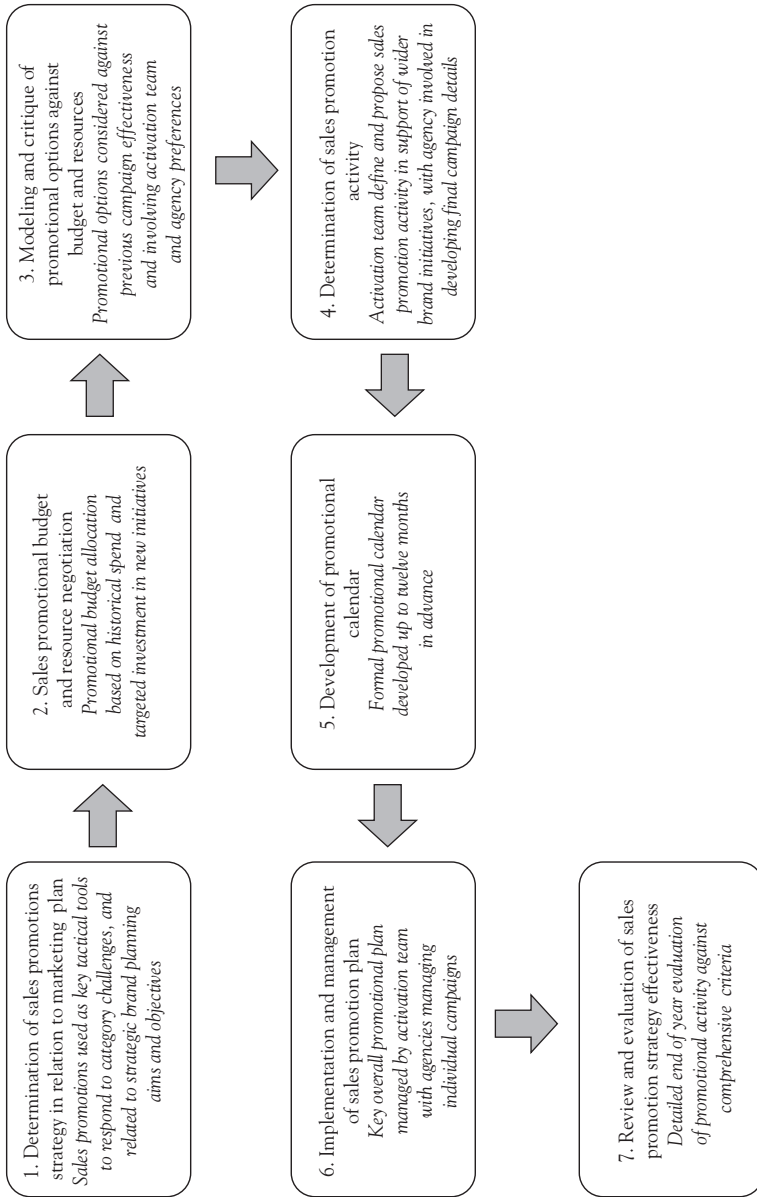 1. Determination of sales promotions
strategy in relation to marketing plan
Sales promotions used as key tactical tools
to respond to category challenges, and
related to strategic brand planning
aims and objectives
2. Sales promotional budget
and resource negotiation
Promotional budget allocation
based on historical spend and
targeted investment in new initiatives
3. Modeling and critique of
promotional options against
budget and resources
Promotional options considered against
previous campaign effectiveness
and involving activation team
and agency preferences
4. Determination of sales promotion
activity
Activation team define and propose sales
promotion activity in support of wider
brand initiatives, with agency involved in
developing final campaign details
5. Development of promotional
calendar
Formal promotional calendar
developed up to twelve months
in advance
6. Implementation and management
of sales promotion plan
Key overall promotional plan
managed by activation team
with agencies managing
individual campaigns
7. Review and evaluation of sales
promotion strategy effectiveness
Detailed end of year evaluation
of promotional activity against
comprehensive criteria